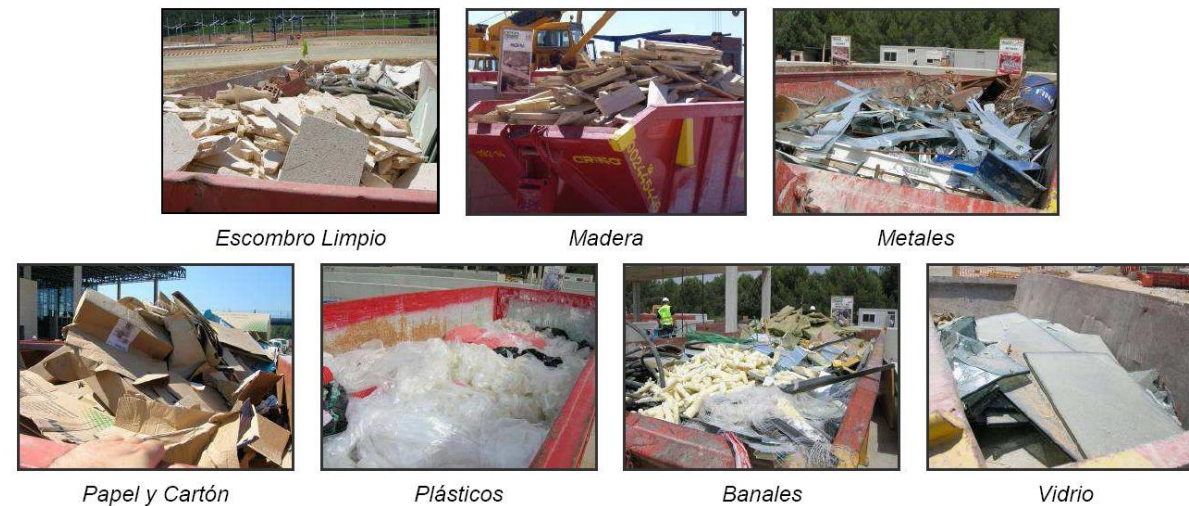 Escombro Limpio
Madera
Metales
Papel y Cartón
Plásticos
Banales
Vidrio